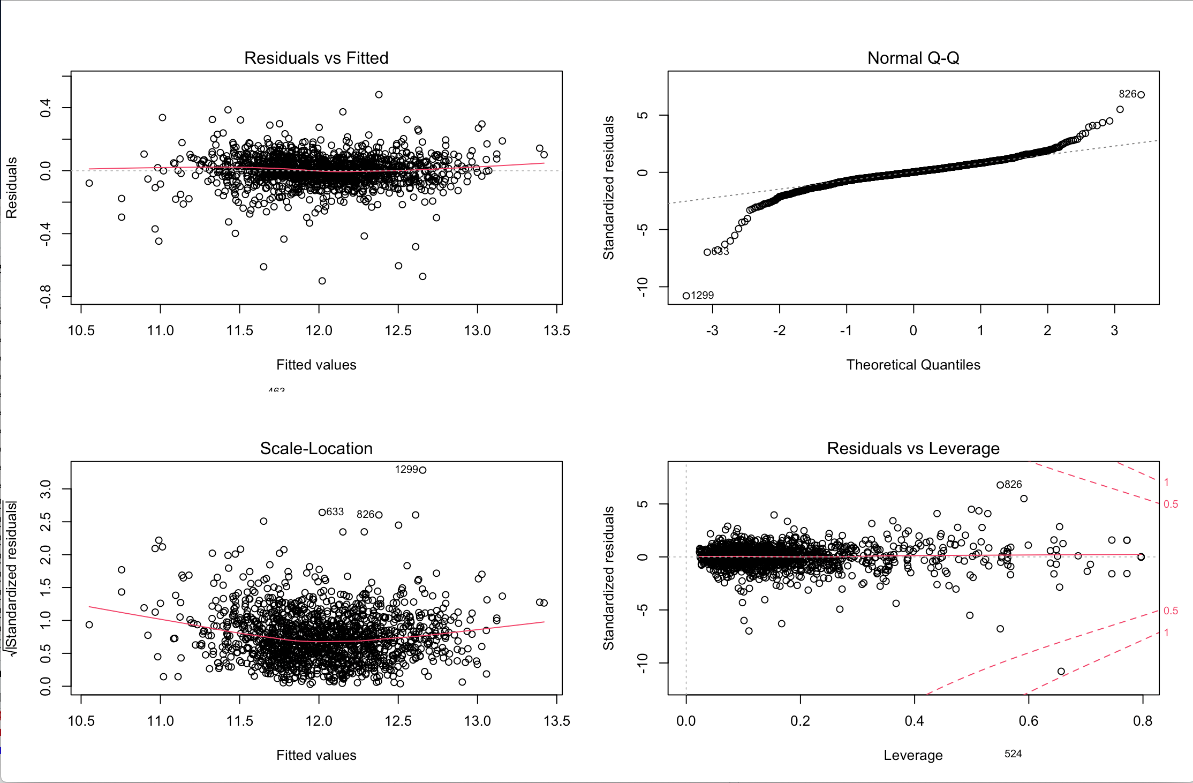 Residuals vs Fitted
Residuals
0.4
0.0
-0.4
-0.8
10.5 11.0 11.5 12.0 12.5 13.0 13.5
Fitted values
Normal Q-Q
Standardized residuals
5
0
-5
-10
826
633
1299
-3 -2 -1 0 1 2 3
Theoretical Quantiles
Scale-Location
√|Standardized residuals|
3.0
2.5
2.0
1.5
1.0
0.5
0.0
1299
633
826
10.5 11.0 11.5 12.0 12.5 13.0 13.5
Fitted values
Residuals vs Leverage
Standardized residuals
5
0
-5
-10
826
1
0.5
0.5
1
0.0 0.2 0.4 0.6 0.8
Leverage
524